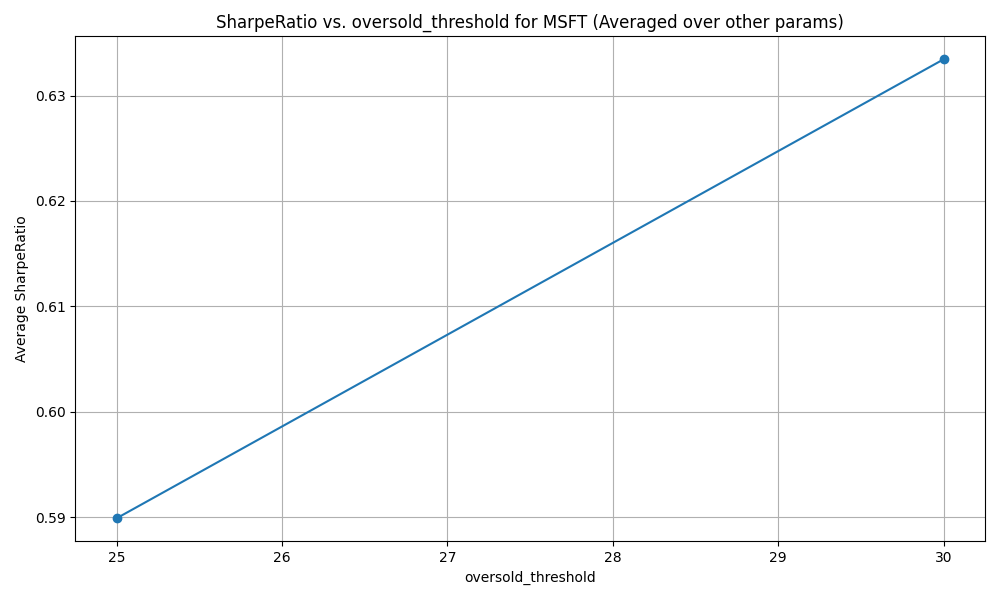 SharpeRatio vs. oversold_threshold for MSFT (Averaged over other params)
Average SharpeRatio
0.63
0.62
0.61
0.60
0.59
25 26 27 28 29 30
oversold_threshold